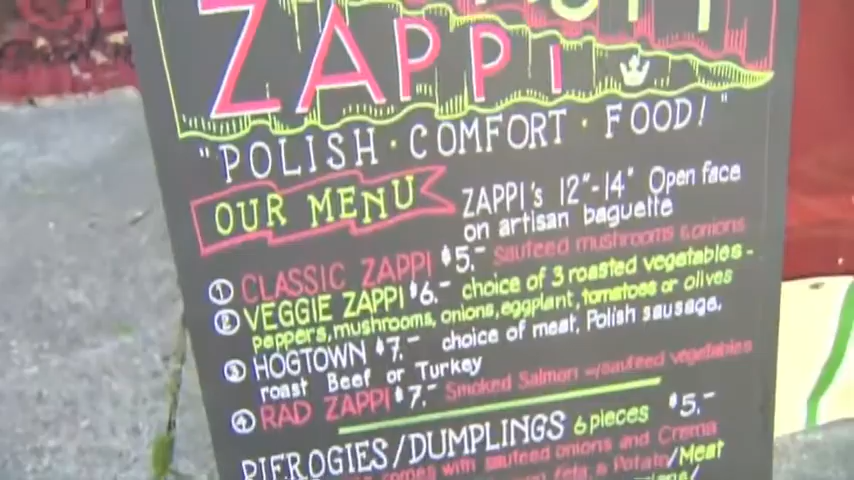 ZAPPi
"POLISH · COMFORT · FOOD!"
OUR MENU
ZAPPi's 12"-14" Open face
on artisan baguette
① CLASSIC ZAPPI $5.- Sauteed mushrooms & onions
② VEGGIE ZAPPI $6.- choice of 3 roasted vegetables -
peppers, mushrooms, onions, eggplant, tomatoes or olives
③ HOGTOWN $7.- choice of meat, Polish sausage,
roast Beef or Turkey
④ RAD ZAPPI $7.- Smoked Salmon w/sauteed vegetables
PIEROGIES/DUMPLINGS 6 pieces $5.-
comes with sauteed onions and Crema
feta, & Potato/Meat